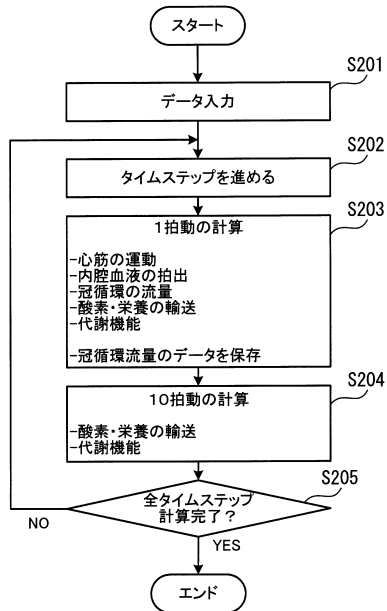 スタート
S201
データ入力
S202
タイムステップを進める
S203
1拍動の計算
-心筋の運動
-内腔血液の拍出
-冠循環の流量
-酸素・栄養の輸送
-代謝機能
-冠循環流量のデータを保存
S204
10拍動の計算
-酸素・栄養の輸送
-代謝機能
S205
全タイムステップ
計算完了?
NO
YES
エンド